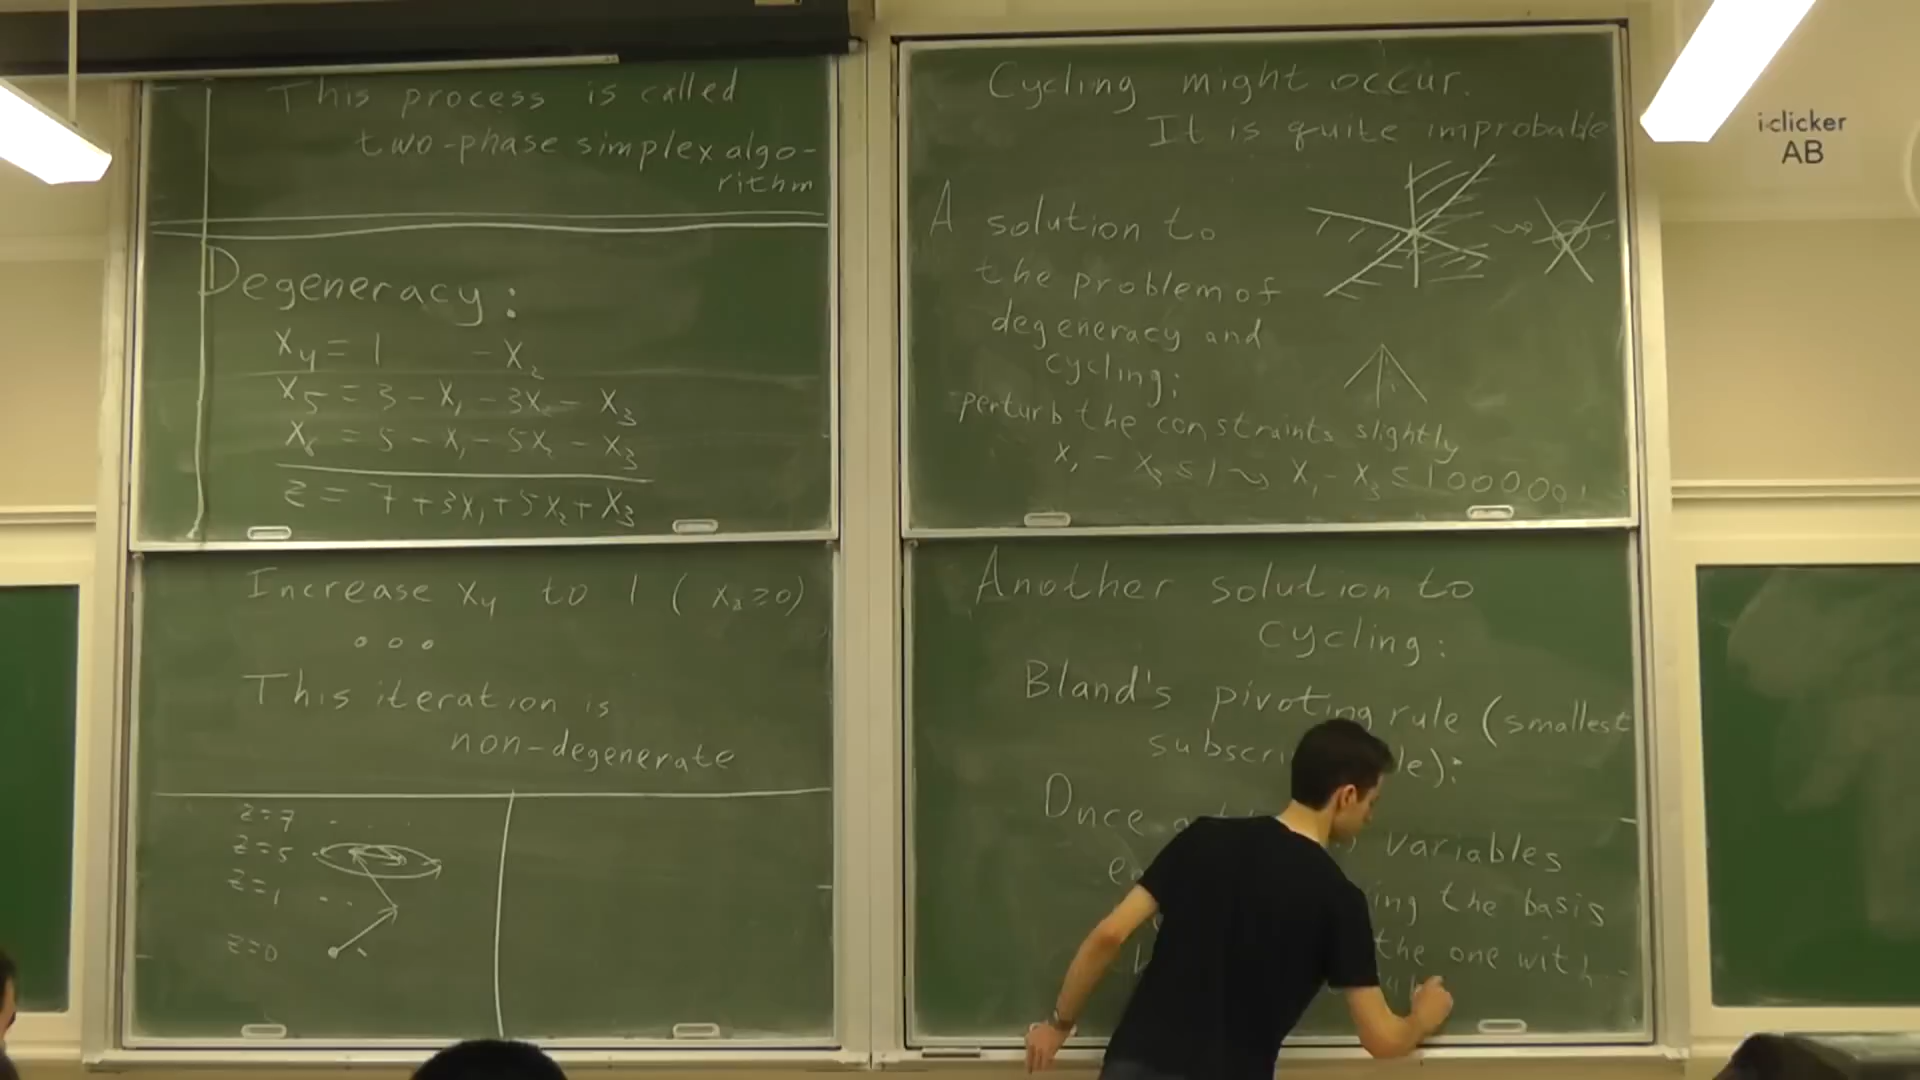 This process is called
two-phase simplex algo-
rithm
Degeneracy:
x₄ = 1 - x₂
x₅ = 3 - x₁ - 3x₂ - x₃
x₆ = 5 - x₁ - 5x₂ - x₃
z = 7 + 3x₁ + 5x₂ + x₃
Increase x₄ to 1 (x₂ ≥ 0)
∘ ∘ ∘
This iteration is
non-degenerate
z=7 - . . .
z=5
z=1 - - .
z=0
Cycling might occur.
It is quite improbable
A solution to
the problem of
degeneracy and
cycling:
perturb the constraints slightly
x₁ - x₃ ≤ 1 ⇝ x₁ - x₃ ≤ 1000001
Another solution to
cycling:
Bland's pivoting rule (smallest
subscri le):
Once variables
ing the basis
the one with
i-clicker
AB